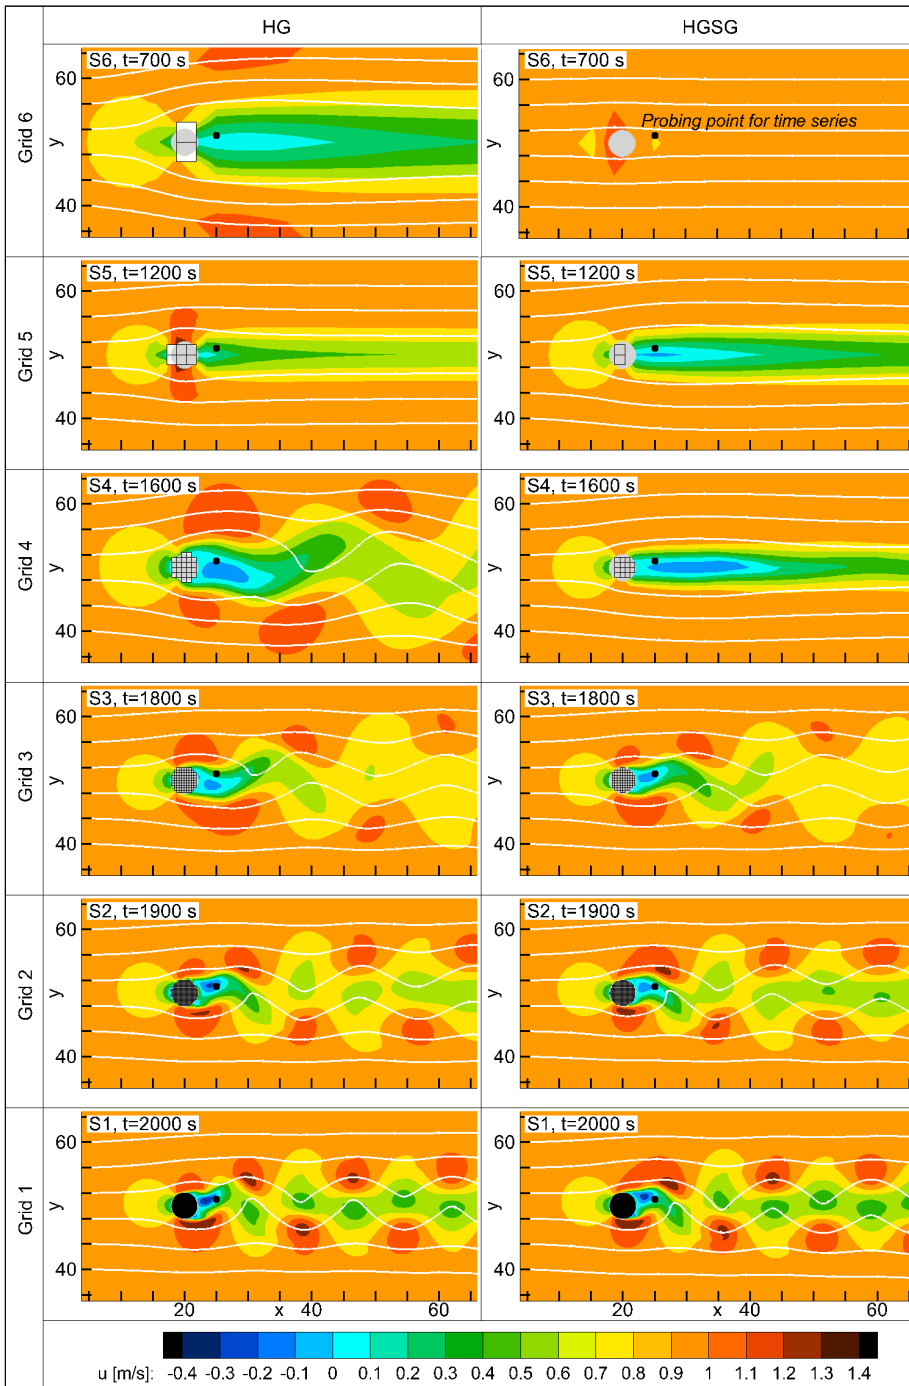 HG HGSG
Grid 6
S6, t=700 s
S6, t=700 s
Probing point for time series
60
y
40
60
y
40
Grid 5
S5, t=1200 s
S5, t=1200 s
60
y
40
60
y
40
Grid 4
S4, t=1600 s
S4, t=1600 s
60
y
40
60
y
40
Grid 3
S3, t=1800 s
S3, t=1800 s
60
y
40
60
y
40
Grid 2
S2, t=1900 s
S2, t=1900 s
60
y
40
60
y
40
Grid 1
S1, t=2000 s
S1, t=2000 s
60
y
40
60
y
40
20 x 40 60
20 x 40 60
u [m/s]: -0.4 -0.3 -0.2 -0.1 0 0.1 0.2 0.3 0.4 0.5 0.6 0.7 0.8 0.9 1 1.1 1.2 1.3 1.4